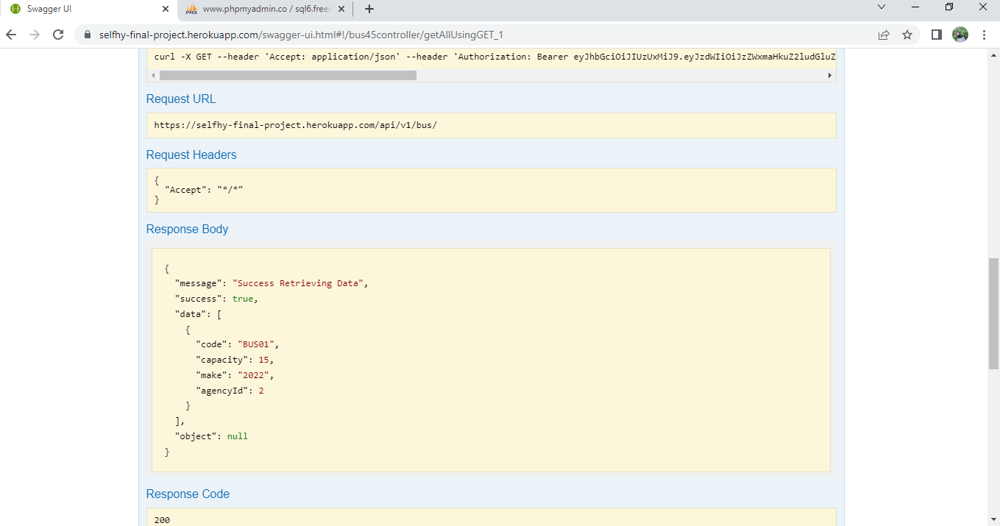 Swagger UI
www.phpmyadmin.co / sql6.freer
selfhy-final-project.herokuapp.com/swagger-ui.html#!/bus45controller/getAllUsingGET_1
curl -X GET --header 'Accept: application/json' --header 'Authorization: Bearer eyJhbGciOiJIUzUxMiJ9.eyJzdWIiOiJzZWxmaHkuZ2ludGluZ
Request URL
https://selfhy-final-project.herokuapp.com/api/v1/bus/
Request Headers
{
"Accept": "*/*"
}
Response Body
{
"message": "Success Retrieving Data",
"success": true,
"data": [
{
"code": "BUS01",
"capacity": 15,
"make": "2022",
"agencyId": 2
}
],
"object": null
}
Response Code
200